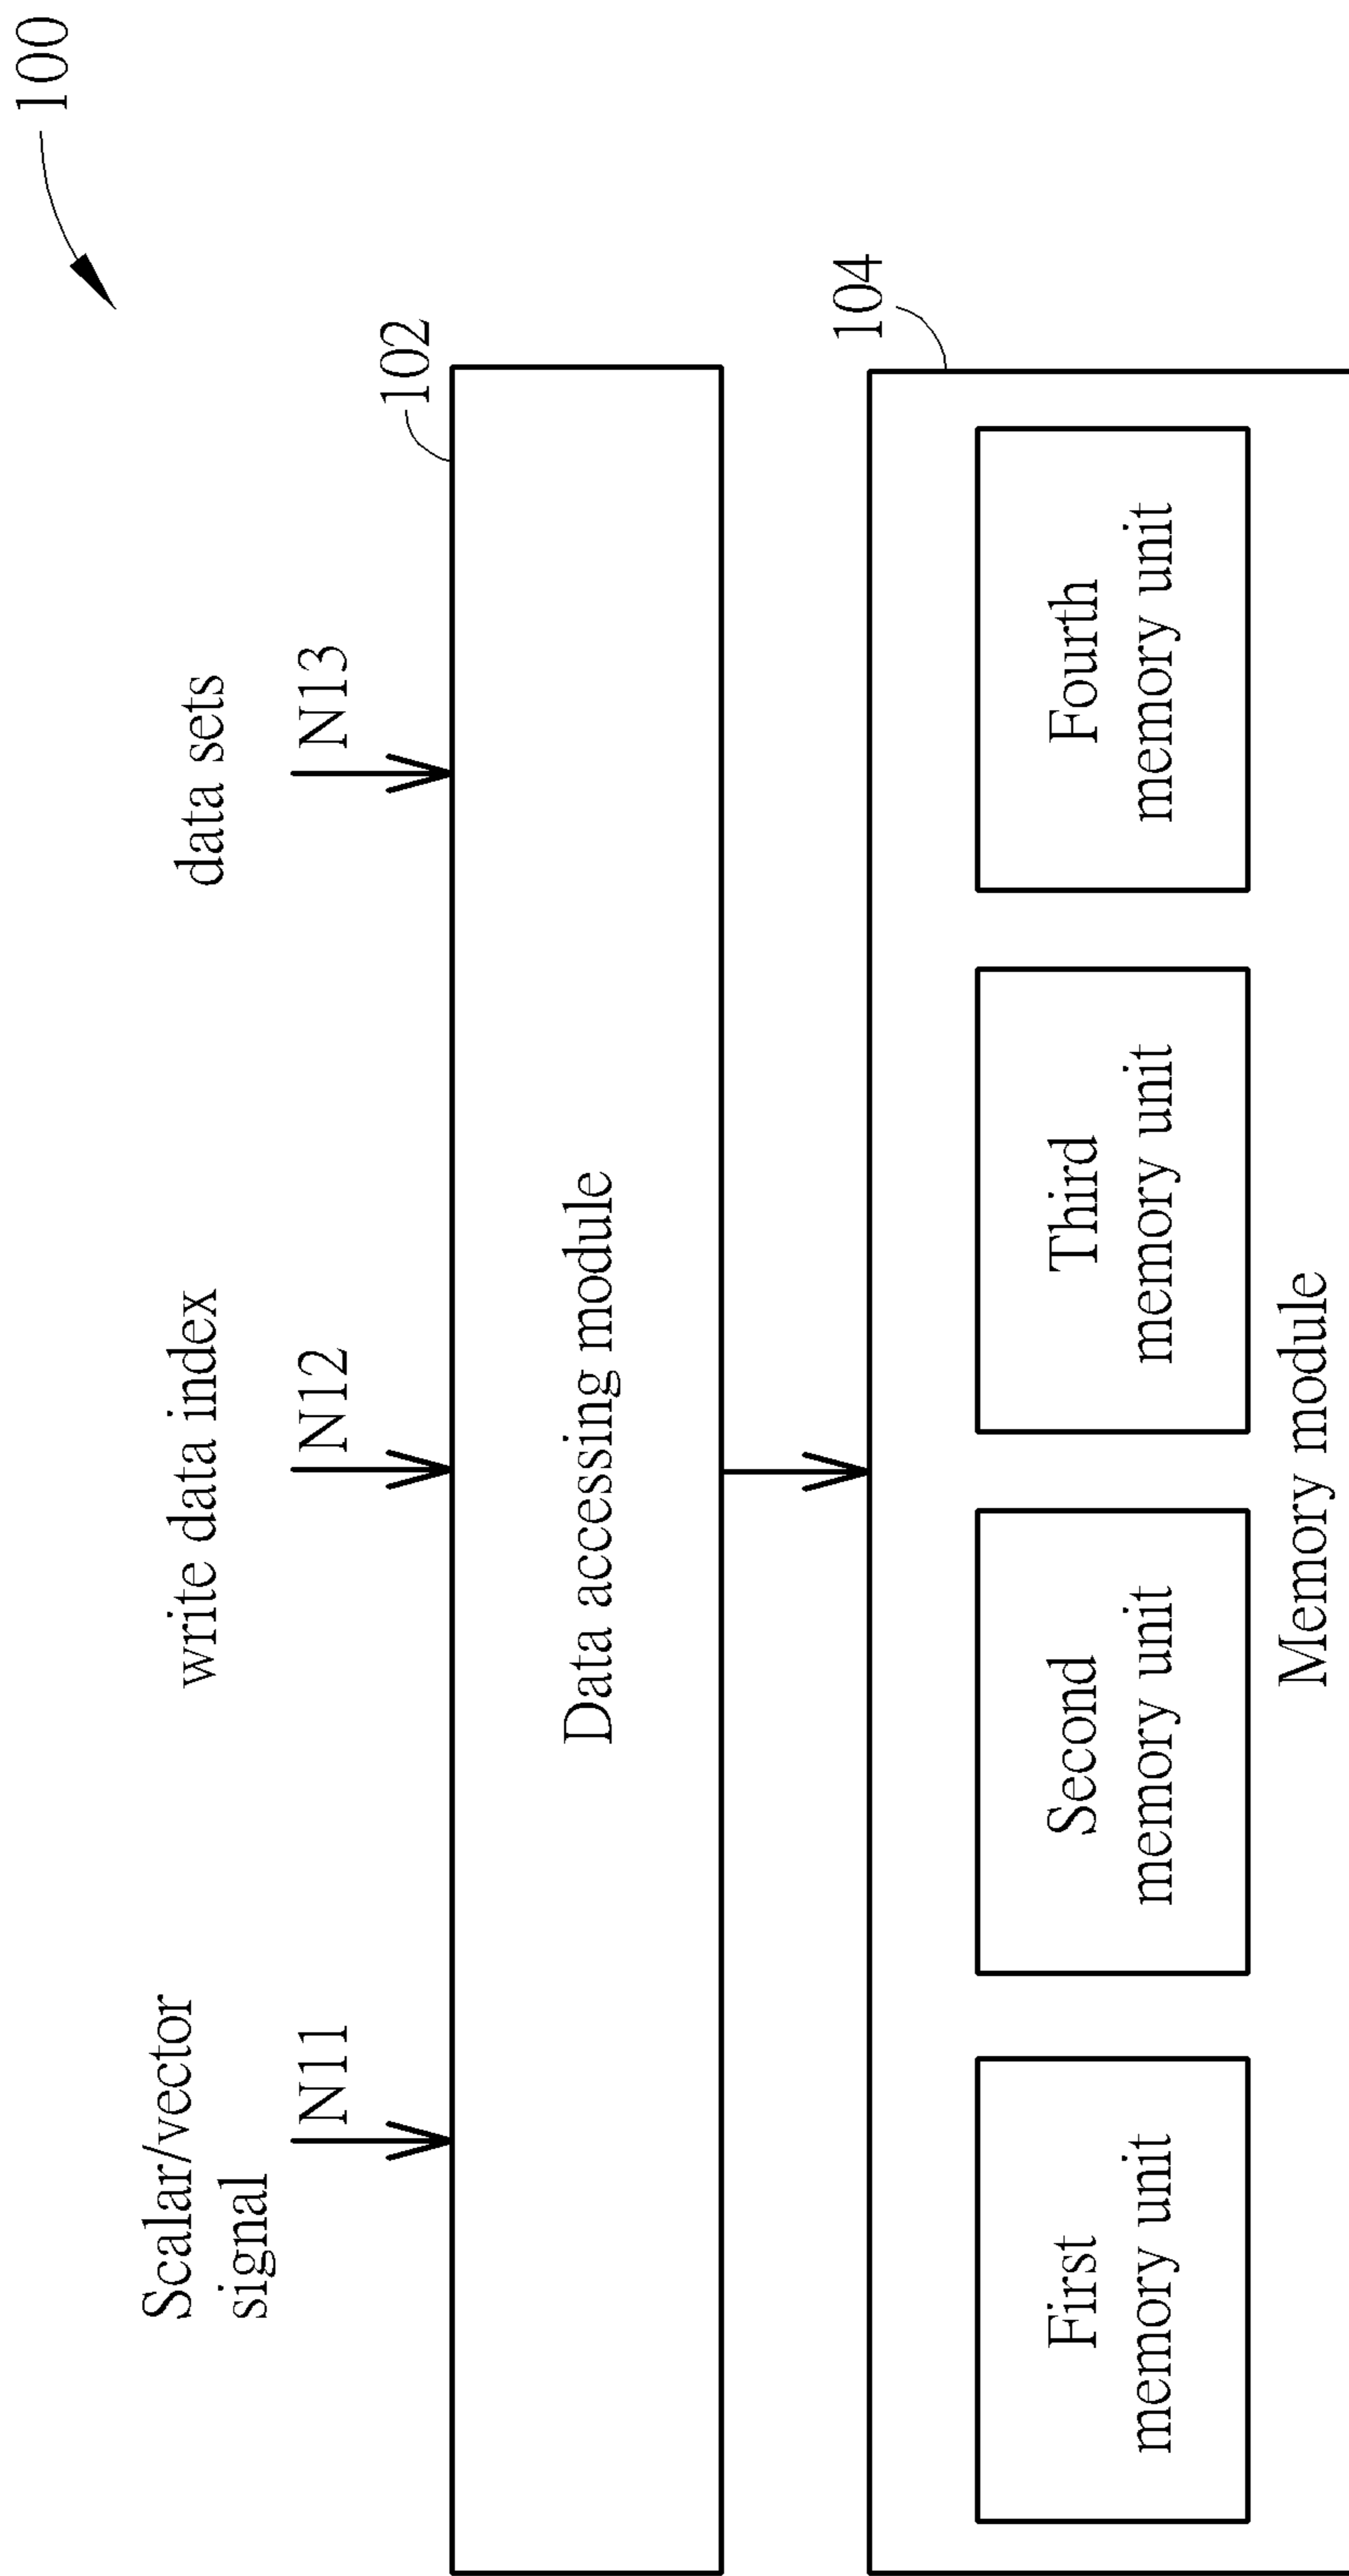 100
Scalar/vector
signal
write data index
data sets
N11
N12
N13
102
Data accessing module
104
First
memory unit
Second
memory unit
Third
memory unit
Fourth
memory unit
Memory module